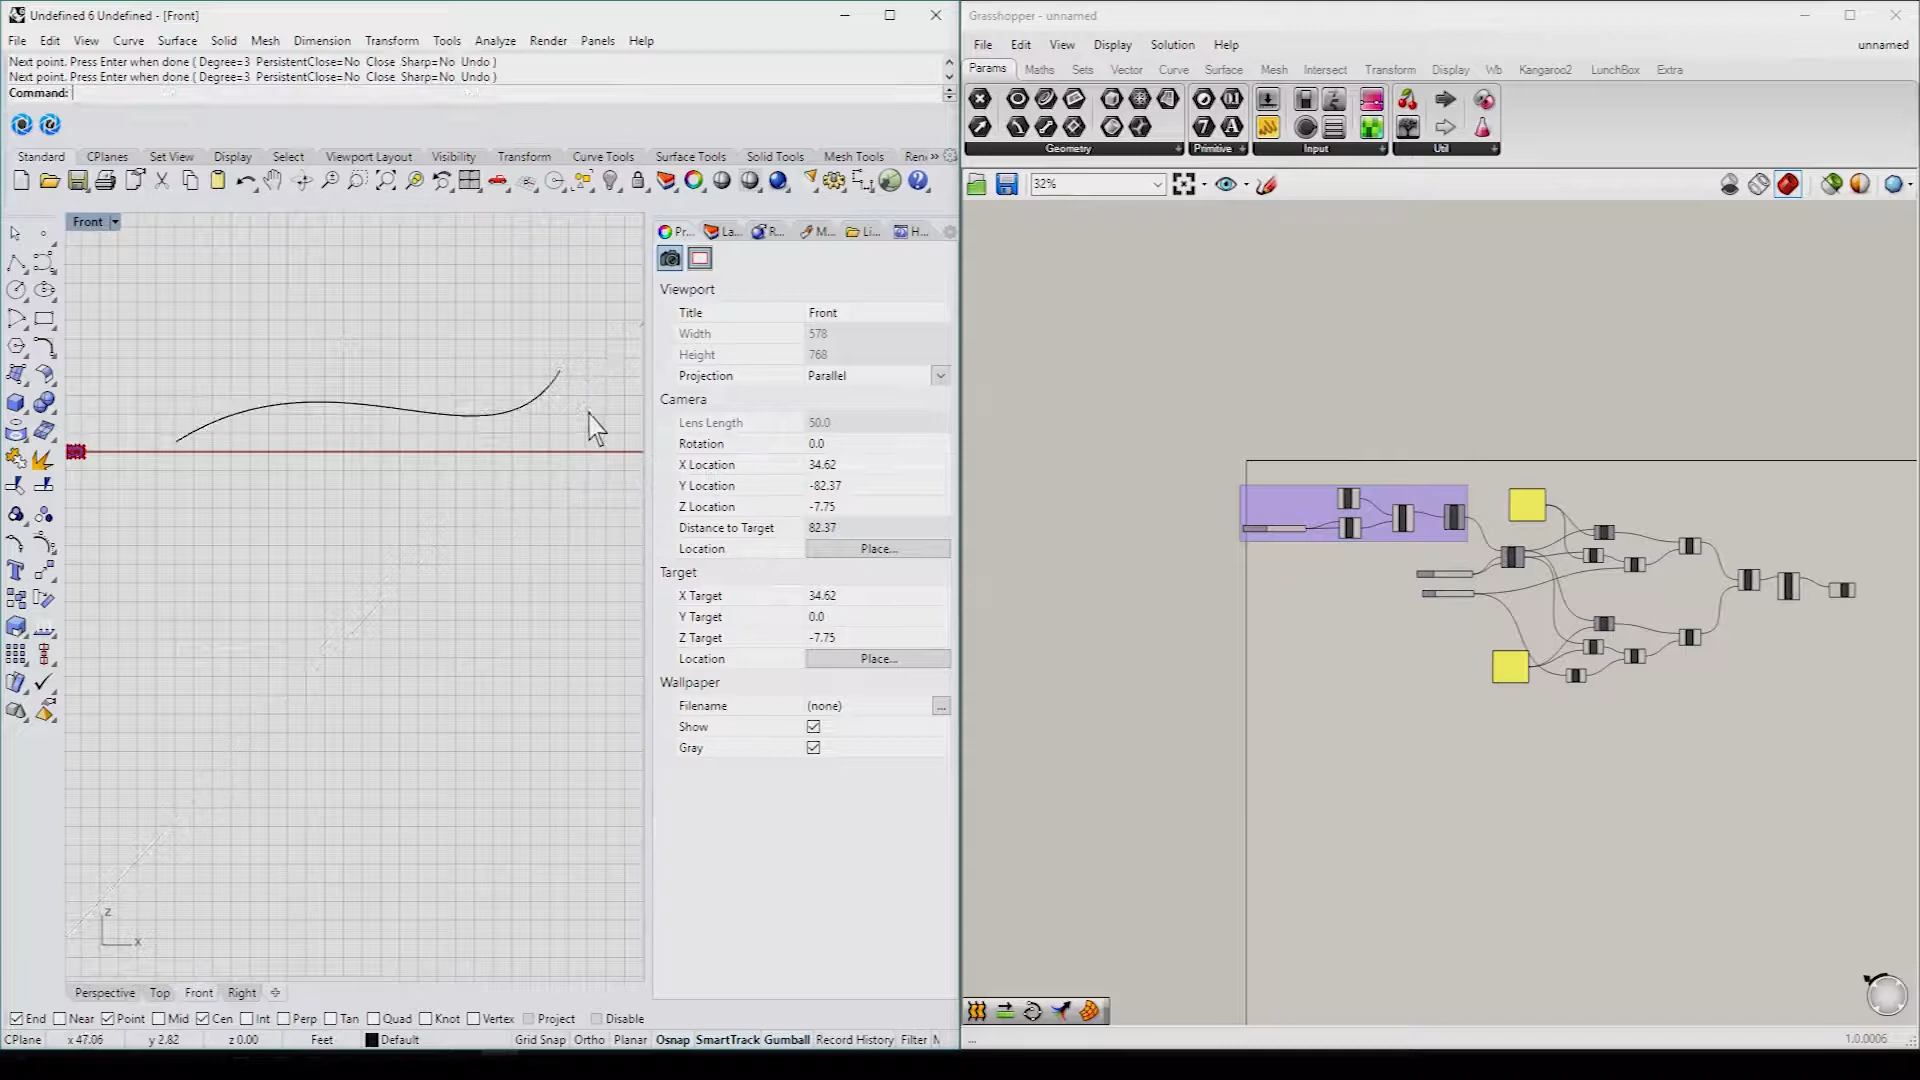 Undefined 6 Undefined - [Front]
File Edit View Curve Surface Solid Mesh Dimension Transform Tools Analyze Render Panels Help
Next point. Press Enter when done ( Degree=3 PersistentClose=No Close Sharp=No Undo )
Next point. Press Enter when done ( Degree=3 PersistentClose=No Close Sharp=No Undo )
Command:
Standard CPlanes Set View Display Select Viewport Layout Visibility Transform Curve Tools Surface Tools Solid Tools Mesh Tools Ren »
Front
Pr... La... R... M... Li... H...
Viewport
Title Front
Width 578
Height 768
Projection Parallel
Camera
Lens Length 50.0
Rotation 0.0
X Location 34.62
Y Location -82.37
Z Location -7.75
Distance to Target 82.37
Location Place...
Target
X Target 34.62
Y Target 0.0
Z Target -7.75
Location Place...
Wallpaper
Filename (none) ...
Show
Gray
z
x
Perspective Top Front Right
End Near Point Mid Cen Int Perp Tan Quad Knot Vertex Project Disable
CPlane x 47.06 y 2.82 z 0.00 Feet Default Grid Snap Ortho Planar Osnap SmartTrack Gumball Record History Filter M
Grasshopper - unnamed
File Edit View Display Solution Help unnamed
Params Maths Sets Vector Curve Surface Mesh Intersect Transform Display Wb Kangaroo2 LunchBox Extra
Geometry Primitive Input Util
32%
... 1.0.0006